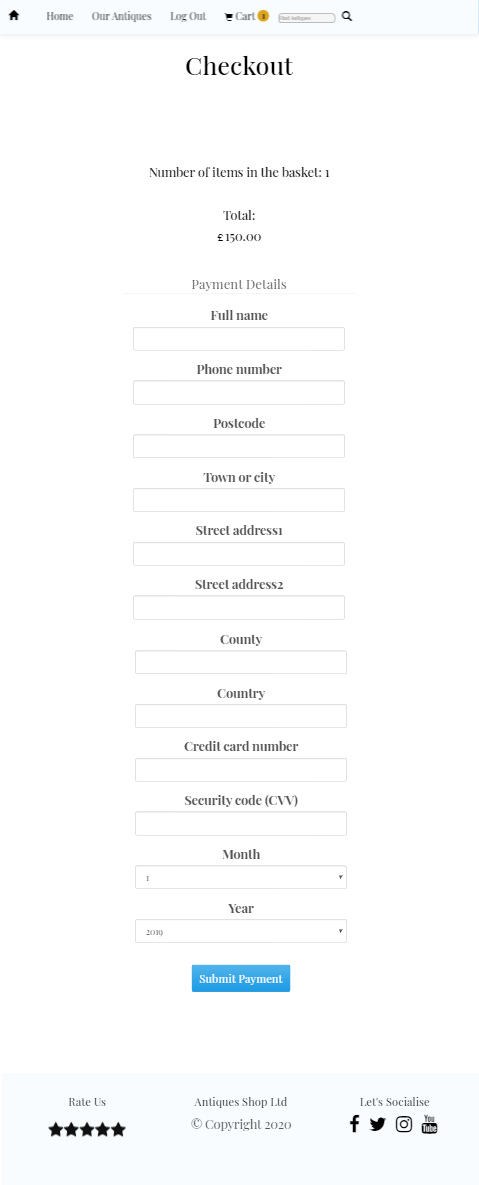 Home Our Antiques Log Out Cart 1 Find Antiques
Checkout
Number of items in the basket: 1
Total:
£150.00
Payment Details
Full name
Phone number
Postcode
Town or city
Street address1
Street address2
County
Country
Credit card number
Security code (CVV)
Month
1
Year
2019
Submit Payment
Rate Us Antiques Shop Ltd Let's Socialise
© Copyright 2020 You Tube